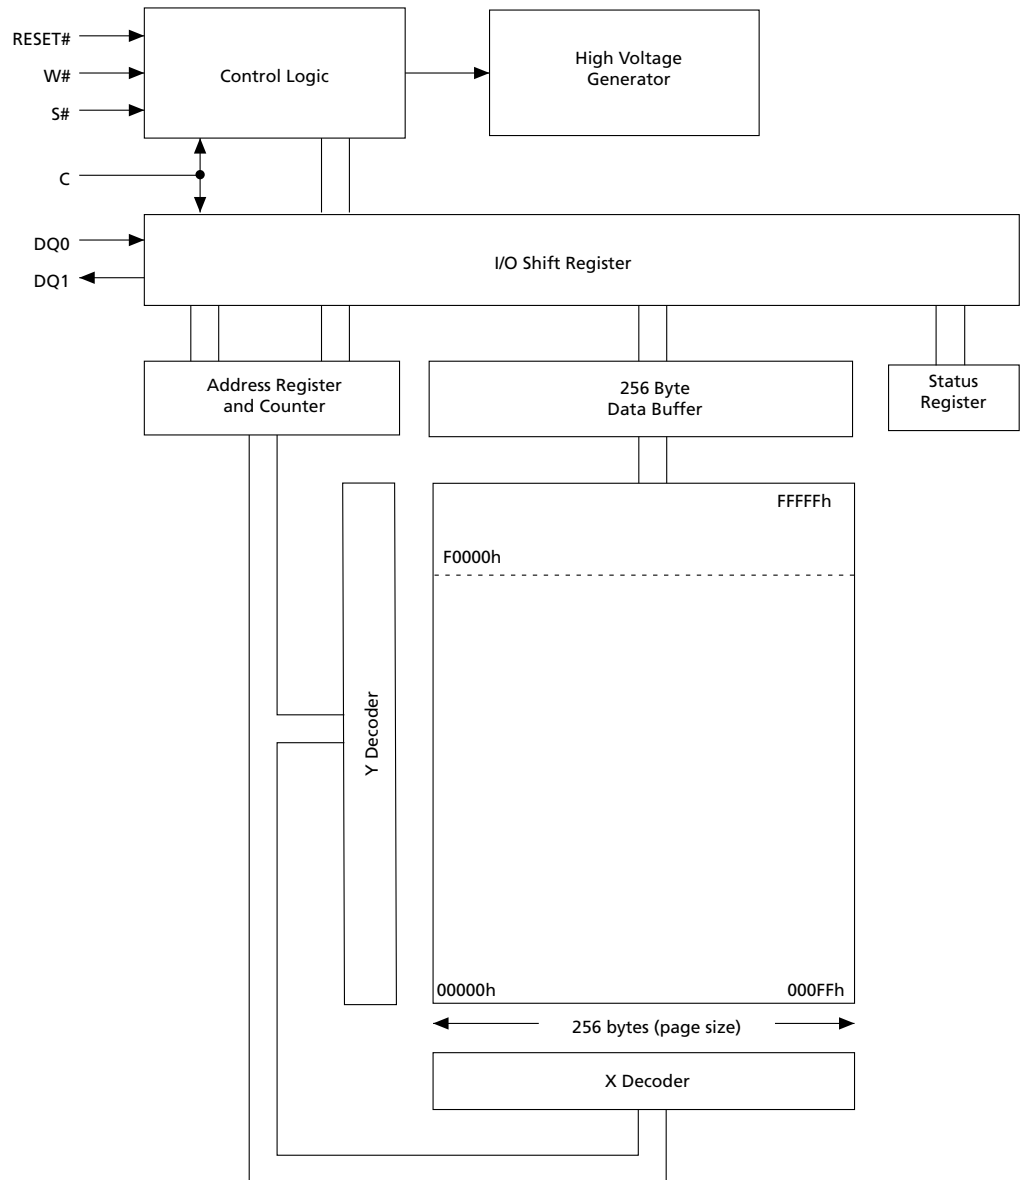 RESET#
W#
S#
C
DQ0
DQ1
Control Logic
High Voltage
Generator
I/O Shift Register
Address Register
and Counter
256 Byte
Data Buffer
Status
Register
FFFFFh
F0000h
Y Decoder
00000h
000FFh
256 bytes (page size)
X Decoder